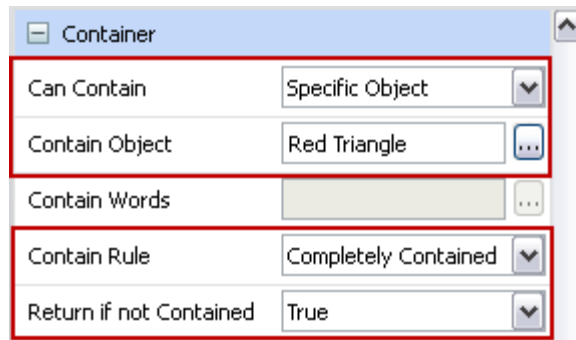 Container
Can Contain Specific Object
Contain Object Red Triangle ...
Contain Words ...
Contain Rule Completely Contained
Return if not Contained True